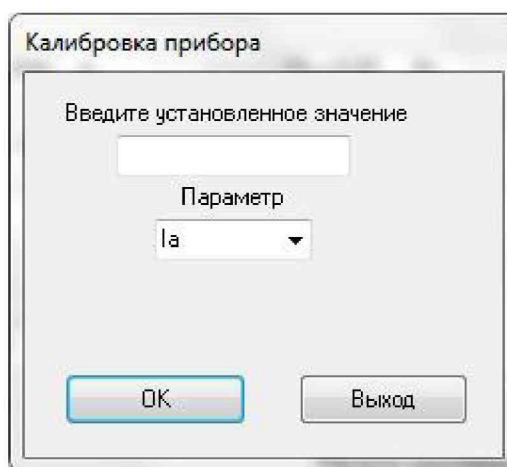 Калибровка прибора
Введите установленное значение
Параметр
Ia
OK
Выход